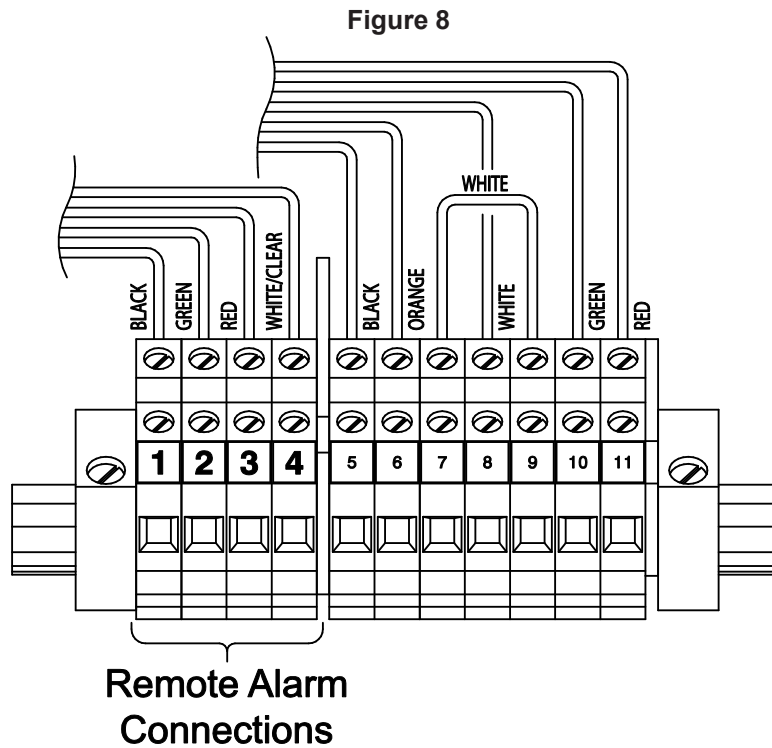 Figure 8
WHITE
BLACK
GREEN
RED
WHITE/CLEAR
BLACK
ORANGE
WHITE
GREEN
RED
1 2 3 4 5 6 7 8 9 10 11
Remote Alarm
Connections